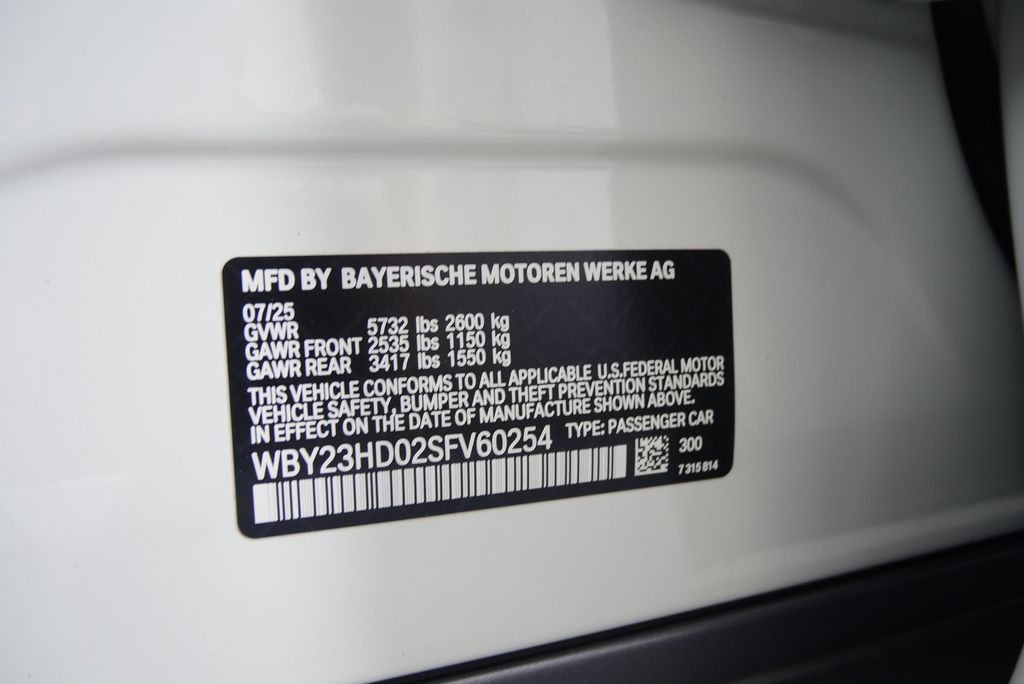 MFD BY BAYERISCHE MOTOREN WERKE AG
07/25
GVWR 5732 lbs 2600 kg
GAWR FRONT 2535 lbs 1150 kg
GAWR REAR 3417 lbs 1550 kg
THIS VEHICLE CONFORMS TO ALL APPLICABLE U.S.FEDERAL MOTOR
VEHICLE SAFETY, BUMPER AND THEFT PREVENTION STANDARDS
IN EFFECT ON THE DATE OF MANUFACTURE SHOWN ABOVE.
WBY23HD02SFV60254 TYPE: PASSENGER CAR
300
7 315 814